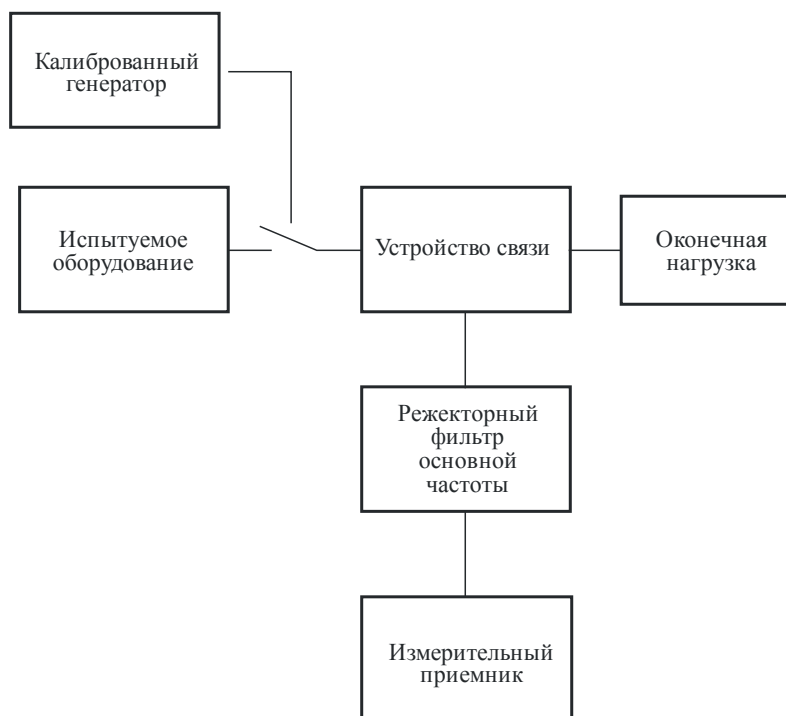 Калиброванный
генератор
Испытуемое
оборудование
Устройство связи
Оконечная
нагрузка
Режекторный
фильтр
основной
частоты
Измерительный
приемник